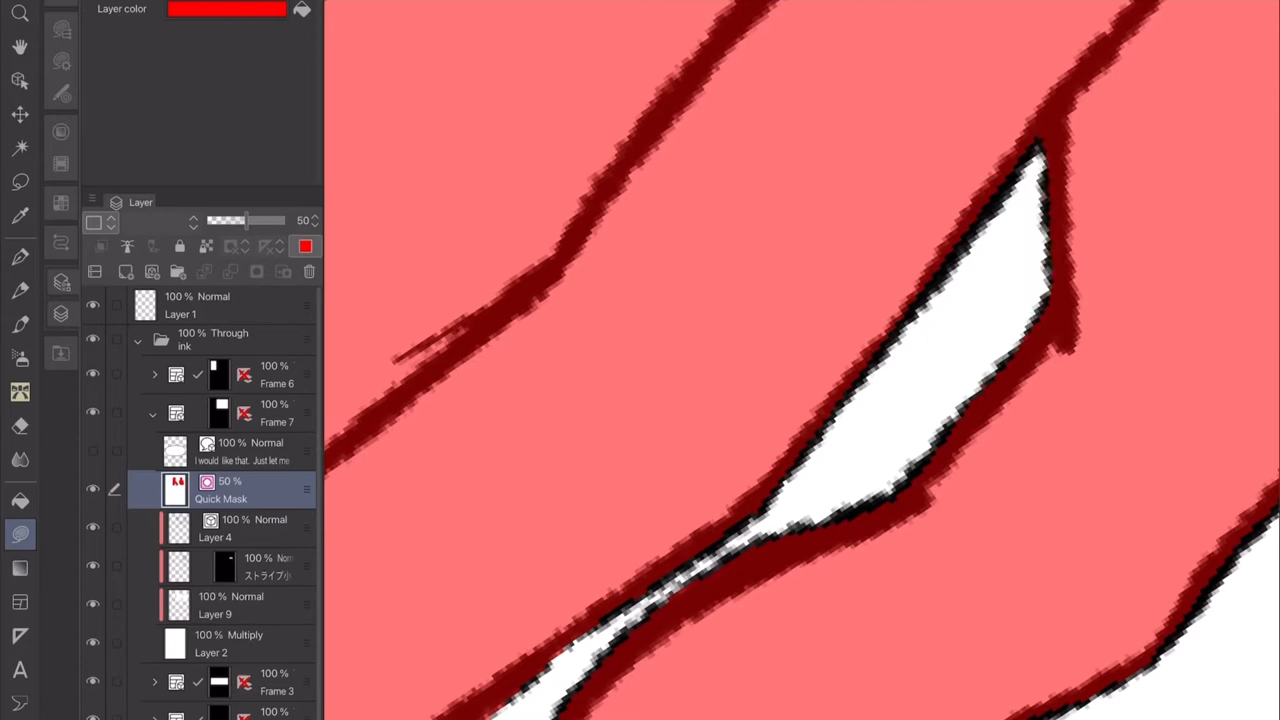 Layer color
Layer
50
100 % Normal
Layer 1
100 % Through
ink
100 %
Frame 6
100 %
Frame 7
100 % Normal
I would like that. Just let me
50 %
Quick Mask
100 % Normal
Layer 4
100 % Nor
ストライプ小
100 % Normal
Layer 9
100 % Multiply
Layer 2
100 %
Frame 3
100 %